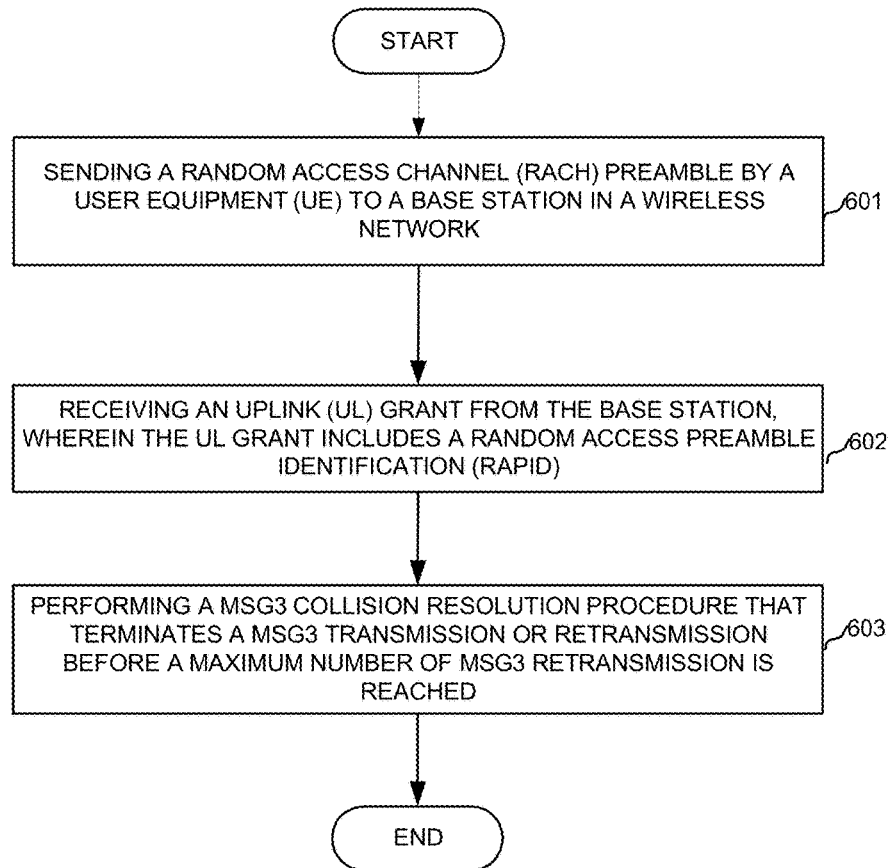 START
SENDING A RANDOM ACCESS CHANNEL (RACH) PREAMBLE BY A
USER EQUIPMENT (UE) TO A BASE STATION IN A WIRELESS
NETWORK
601
RECEIVING AN UPLINK (UL) GRANT FROM THE BASE STATION,
WHEREIN THE UL GRANT INCLUDES A RANDOM ACCESS PREAMBLE
IDENTIFICATION (RAPID)
602
PERFORMING A MSG3 COLLISION RESOLUTION PROCEDURE THAT
TERMINATES A MSG3 TRANSMISSION OR RETRANSMISSION
BEFORE A MAXIMUM NUMBER OF MSG3 RETRANSMISSION IS
REACHED
603
END